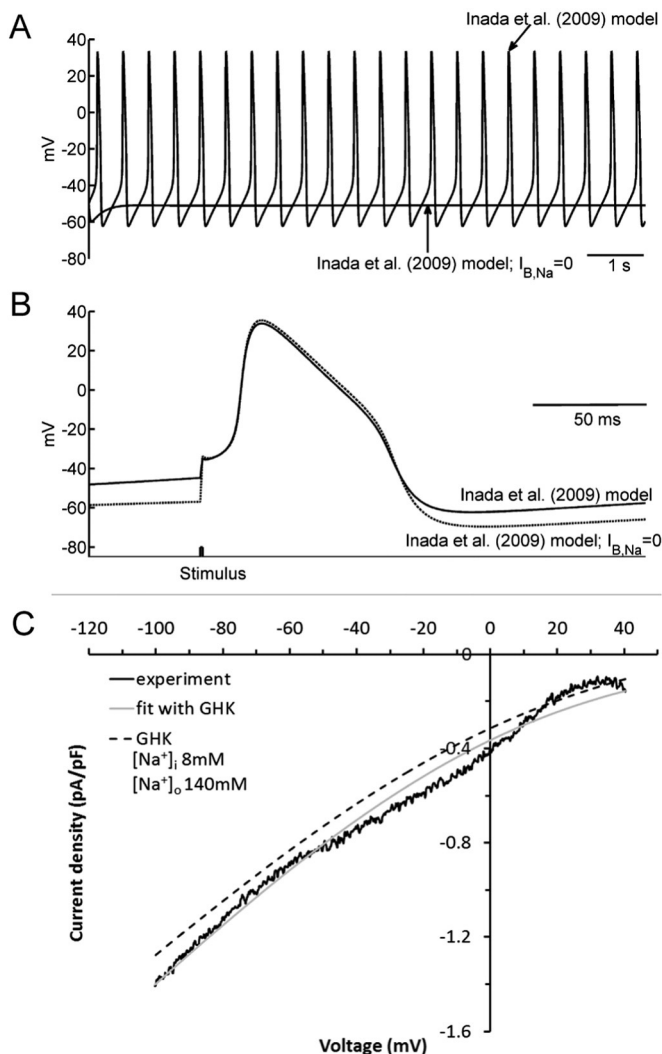 A
Inada et al. (2009) model
40
20
0
-20
-40
-60
-80
mV
Inada et al. (2009) model; I_B,Na=0
1 s
B
40
20
0
-20
-40
-60
-80
mV
50 ms
Inada et al. (2009) model
Inada et al. (2009) model; I_B,Na=0
Stimulus
C
-120 -100 -80 -60 -40 -20 0 20 40
0
-0.4
-0.8
-1.2
-1.6
experiment
fit with GHK
GHK
[Na⁺]i 8mM
[Na⁺]o 140mM
Current density (pA/pF)
Voltage (mV)